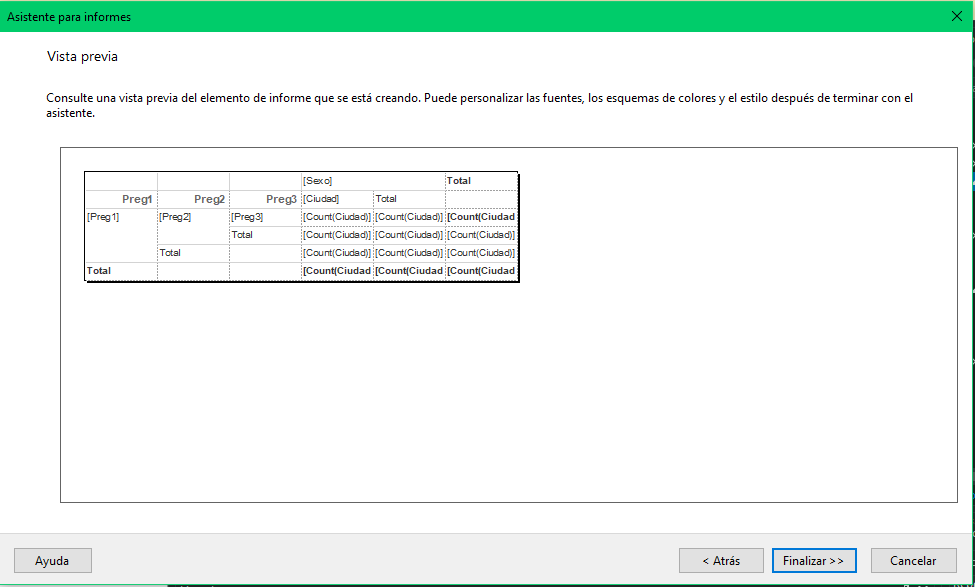 Asistente para informes
Vista previa
Consulte una vista previa del elemento de informe que se está creando. Puede personalizar las fuentes, los esquemas de colores y el estilo después de terminar con el
asistente.
[Sexo] Total
Preg1 Preg2 Preg3 [Ciudad] Total
[Preg1] [Preg2] [Preg3] [Count(Ciudad)] [Count(Ciudad)] [Count(Ciudad
Total [Count(Ciudad)] [Count(Ciudad)] [Count(Ciudad)]
Total [Count(Ciudad)] [Count(Ciudad)] [Count(Ciudad)]
Total [Count(Ciudad [Count(Ciudad [Count(Ciudad
Ayuda < Atrás Finalizar >> Cancelar